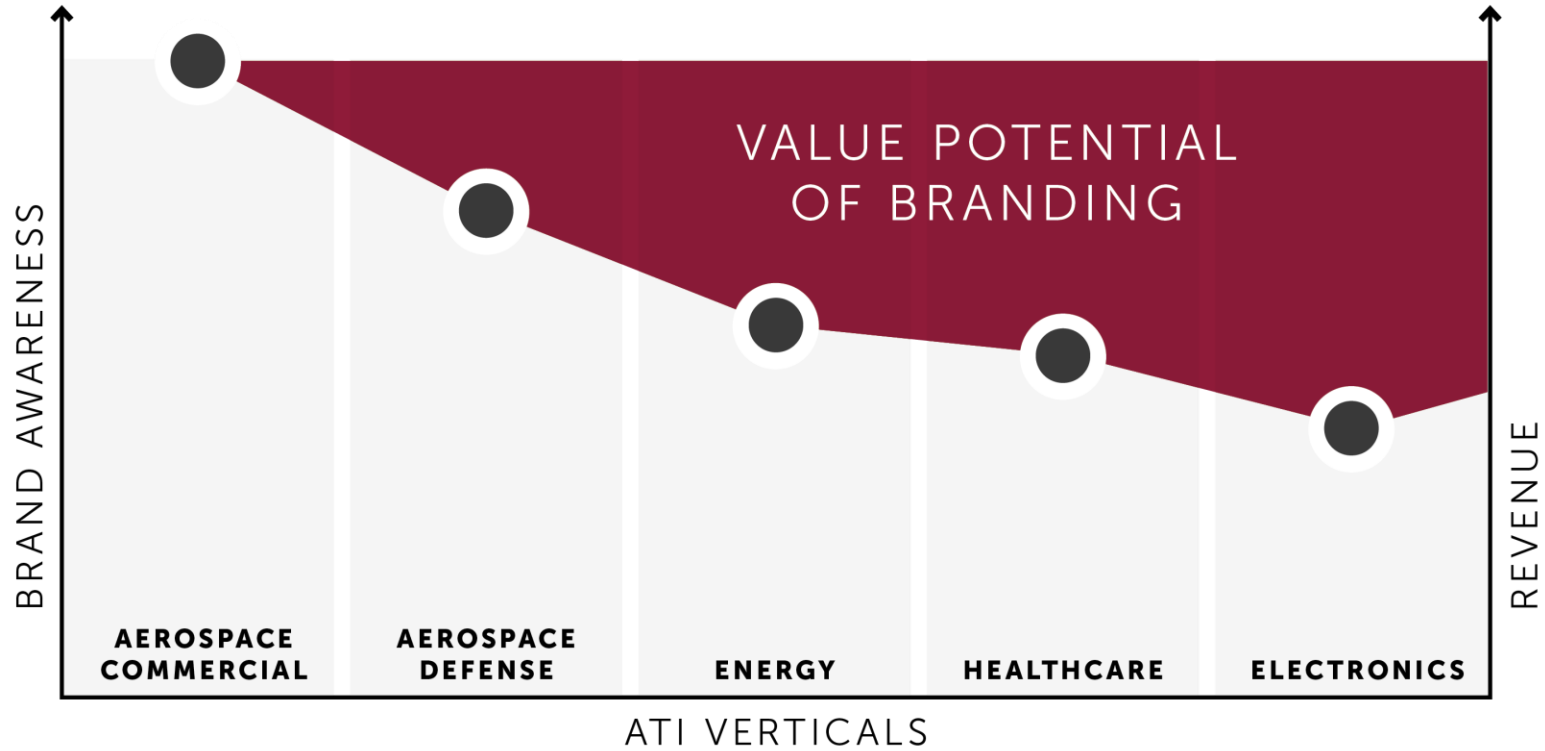 BRAND AWARENESS
VALUE POTENTIAL
OF BRANDING
REVENUE
AEROSPACE
COMMERCIAL
AEROSPACE
DEFENSE
ENERGY
HEALTHCARE
ELECTRONICS
ATI VERTICALS